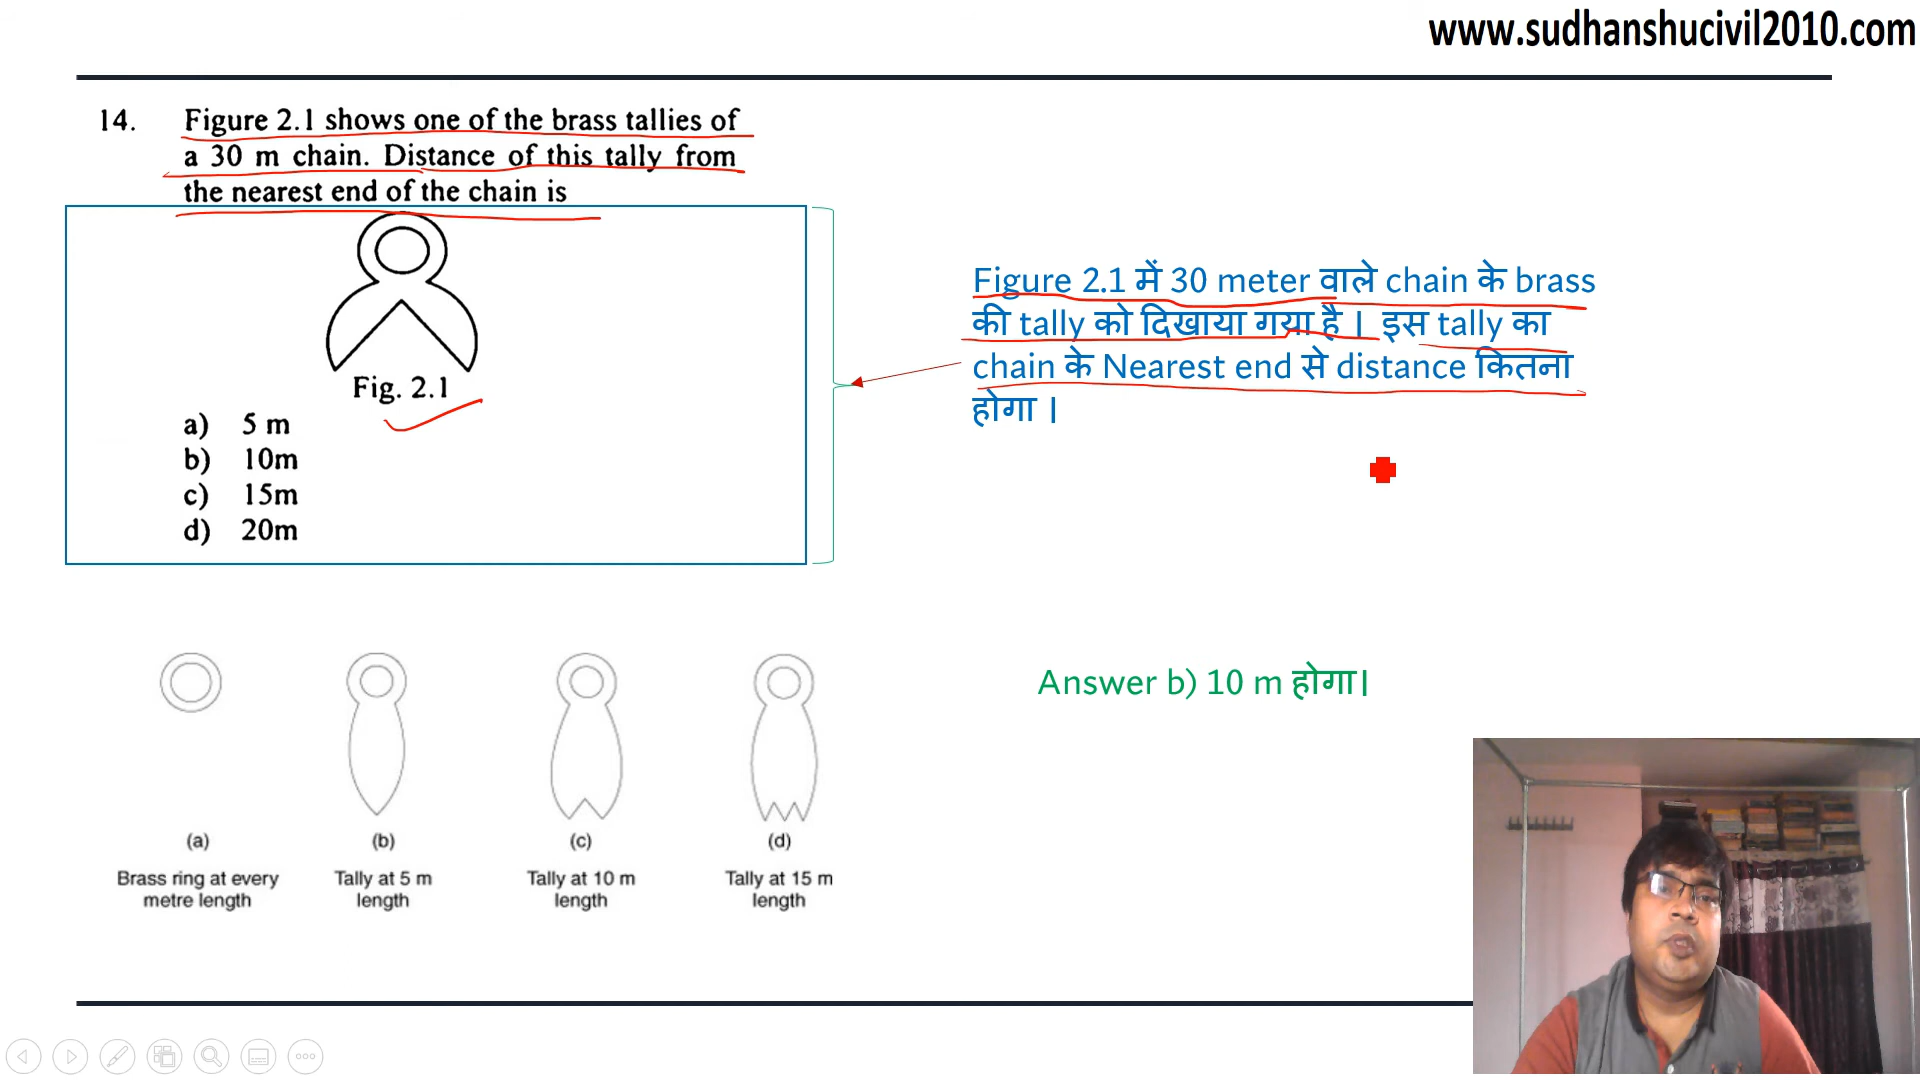 www.sudhanshucivil2010.com
14. Figure 2.1 shows one of the brass tallies of
a 30 m chain. Distance of this tally from
the nearest end of the chain is
Fig. 2.1
a) 5 m
b) 10m
c) 15m
d) 20m
Figure 2.1 में 30 meter वाले chain के brass
की tally को दिखाया गया है । इस tally का
chain के Nearest end से distance कितना
होगा ।
Answer b) 10 m होगा।
(a)
Brass ring at every
metre length
(b)
Tally at 5 m
length
(c)
Tally at 10 m
length
(d)
Tally at 15 m
length